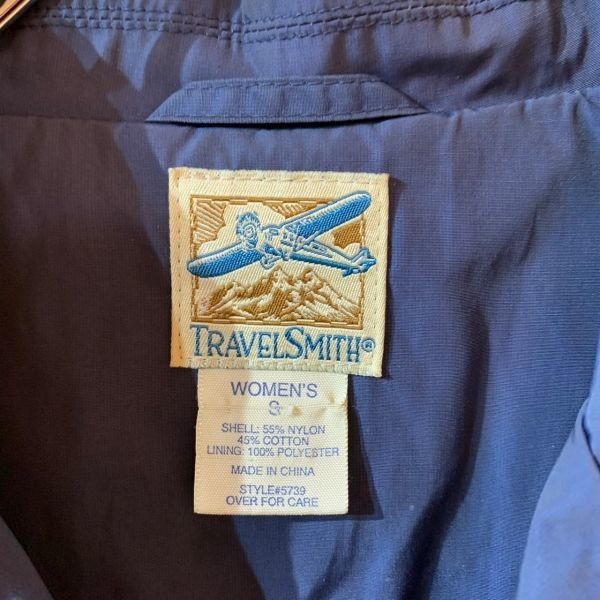 TRAVELSMITH®
WOMEN'S
S
SHELL: 55% NYLON
45% COTTON
LINING: 100% POLYESTER
MADE IN CHINA
STYLE#5739
OVER FOR CARE